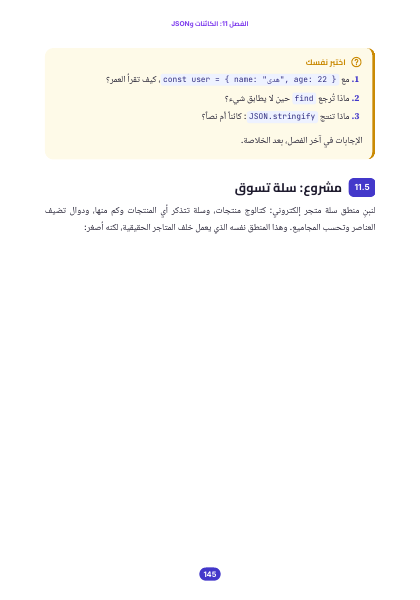 الفصل 11: الكائنات وJSON
اختبر نفسك
1. مع const user = { name: "هدى", age: 22 }، كيف تقرأ العمر؟
2. ماذا تُرجع find حين لا يطابق شيء؟
3. ماذا تنتج JSON.stringify: كائناً أم نصاً؟
الإجابات في آخر الفصل، بعد الخلاصة.
11.5 مشروع: سلة تسوق
لنبنِ منطق سلة متجر إلكتروني: كتالوج منتجات، وسلة تتذكر أي المنتجات وكم منها، ودوال تضيف
العناصر وتحسب المجاميع. وهذا المنطق نفسه الذي يعمل خلف المتاجر الحقيقية، لكنه أصغر:
145